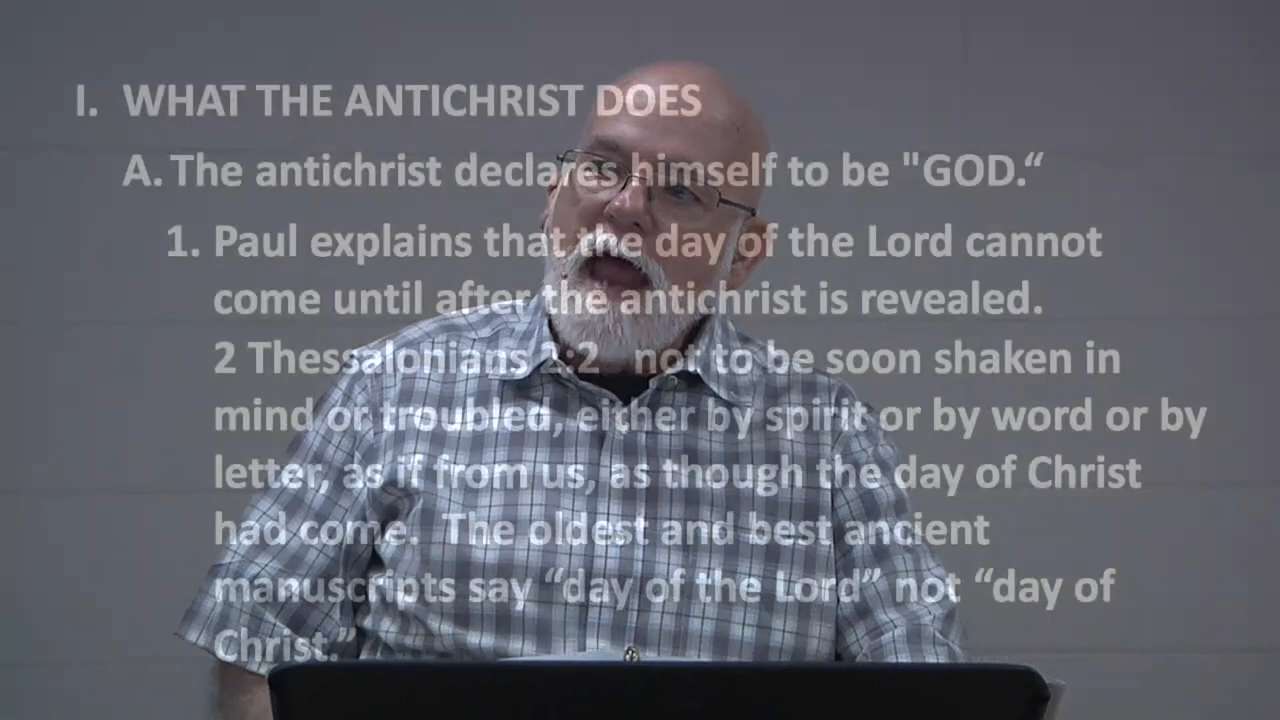 I. WHAT THE ANTICHRIST DOES
A. The antichrist declares himself to be "GOD.“
1. Paul explains that the day of the Lord cannot
come until after the antichrist is revealed.
2 Thessalonians 2:2 not to be soon shaken in
mind or troubled, either by spirit or by word or by
letter, as if from us, as though the day of Christ
had come. The oldest and best ancient
manuscripts say “day of the Lord” not “day of
Christ.”